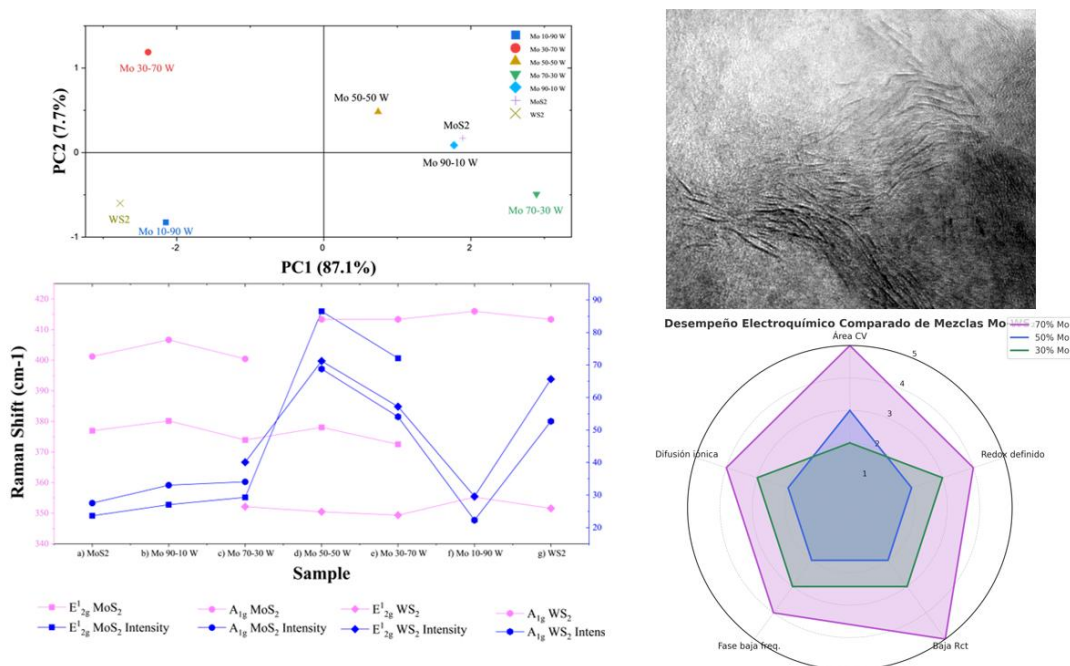 Mo 10-90 W
Mo 30-70 W
Mo 50-50 W
Mo 70-30 W
Mo 90-10 W
MoS2
WS2
Mo 30-70 W
Mo 50-50 W
MoS2
Mo 90-10 W
Mo 70-30 W
WS2
Mo 10-90 W
1
0
-1
-2
0
2
PC2 (7.7%)
PC1 (87.1%)
420
410
400
390
380
370
360
350
340
90
80
70
60
50
40
30
20
Raman Shift (cm-1)
a) MoS2
b) Mo 90-10 W
c) Mo 70-30 W
d) Mo 50-50 W
e) Mo 30-70 W
f) Mo 10-90 W
g) WS2
Sample
E¹₂g MoS₂
A₁g MoS₂
E¹₂g WS₂
A₁g WS₂
E¹₂g MoS₂ Intensity
A₁g MoS₂ Intensity
E¹₂g WS₂ Intensity
A₁g WS₂ Intens
Desempeño Electroquímico Comparado de Mezclas Mo
70% Mo
50% Mo
30% Mo
Área CV
5
4
3
2
1
Difusión iónica
Redox definido
Fase baja freq.
Baja Rct